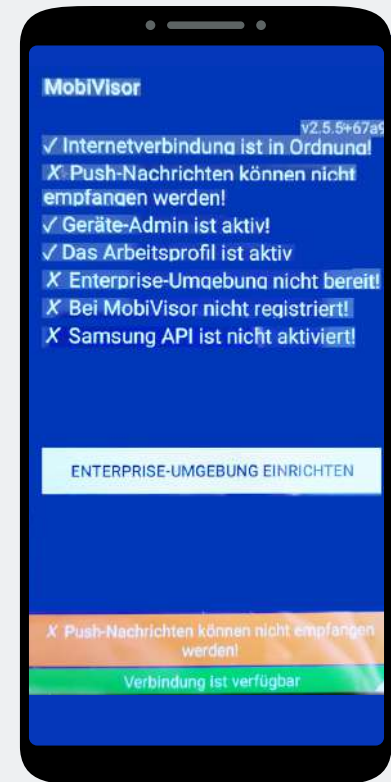 MobiVisor
v2.5.5+67a9
✓ Internetverbindung ist in Ordnung!
✗ Push-Nachrichten können nicht
empfangen werden!
✓ Geräte-Admin ist aktiv!
✓ Das Arbeitsprofil ist aktiv
✗ Enterprise-Umgebung nicht bereit!
✗ Bei MobiVisor nicht registriert!
✗ Samsung API ist nicht aktiviert!
ENTERPRISE-UMGEBUNG EINRICHTEN
✗ Push-Nachrichten können nicht empfangen
werden!
Verbindung ist verfügbar